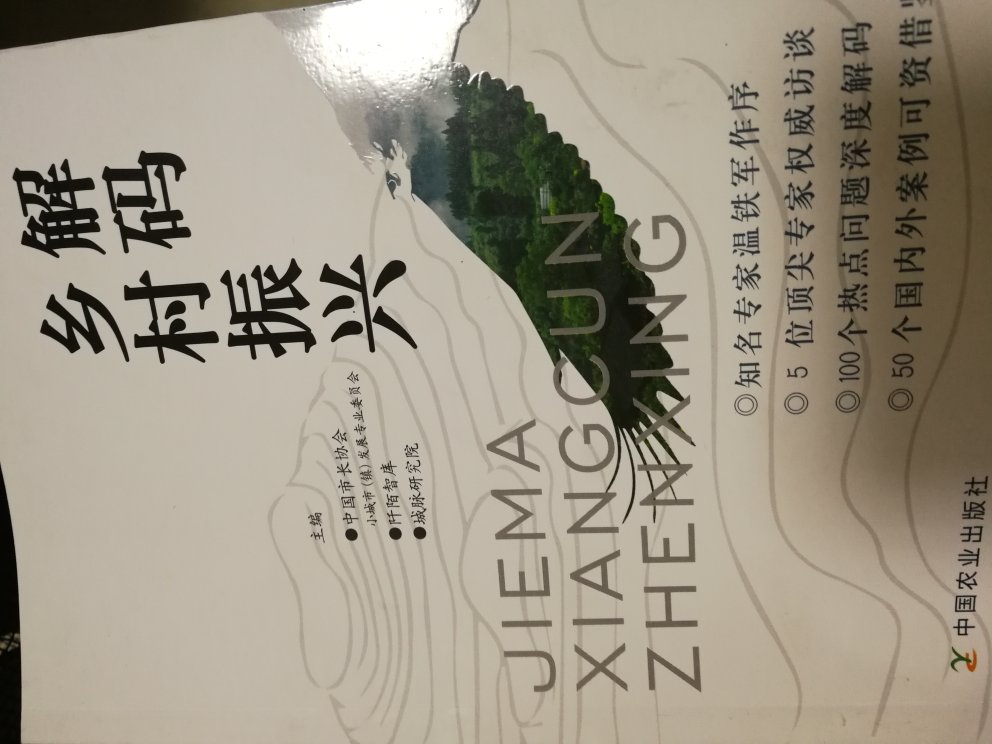 解码
乡村振兴
主编
●中国市长协会
小城市(镇)发展专业委员会
●阡陌智库
●城脉研究院
JIEMA
XIANGCUN
ZHENXING
◎知名专家温铁军作序
◎5位顶尖专家权威访谈
◎100个热点问题深度解码
◎50个国内外案例可资借
中国农业出版社